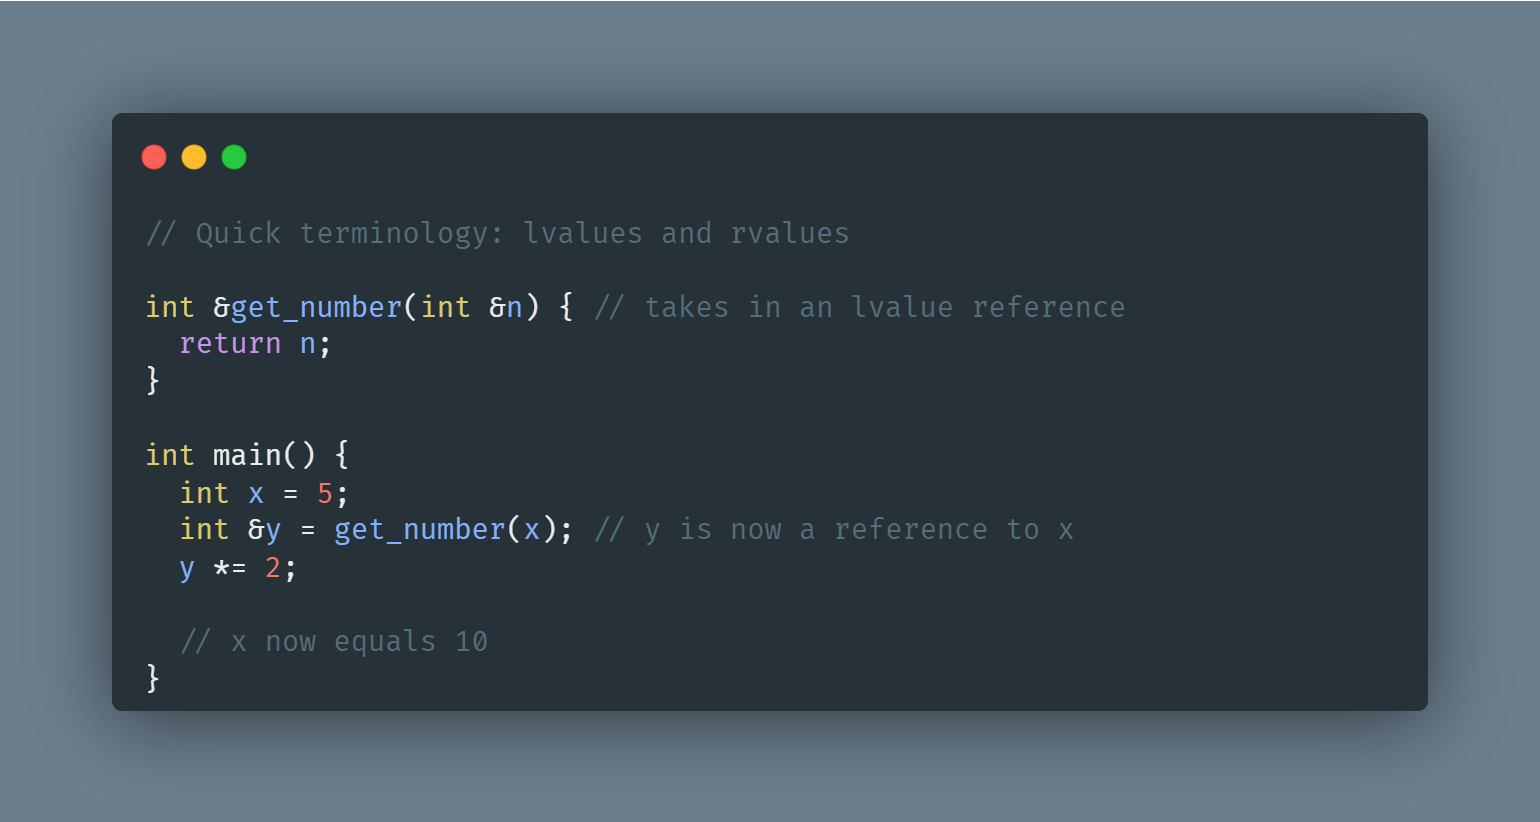 // Quick terminology: lvalues and rvalues
int &get_number(int &n) { // takes in an lvalue reference
  return n;
}
int main() {
  int x = 5;
  int &y = get_number(x); // y is now a reference to x
  y *= 2;
  // x now equals 10
}